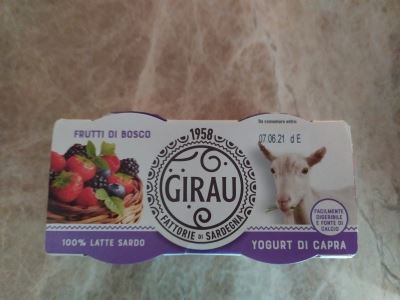 FRUTTI DI BOSCO
1958
GIRAU
FATTORIE DI SARDEGNA
100% LATTE SARDO
Da consumare entro:
07.06.21 d E
FACILMENTE
DIGERIBILE
E FONTE DI
CALCIO
YOGURT DI CAPRA